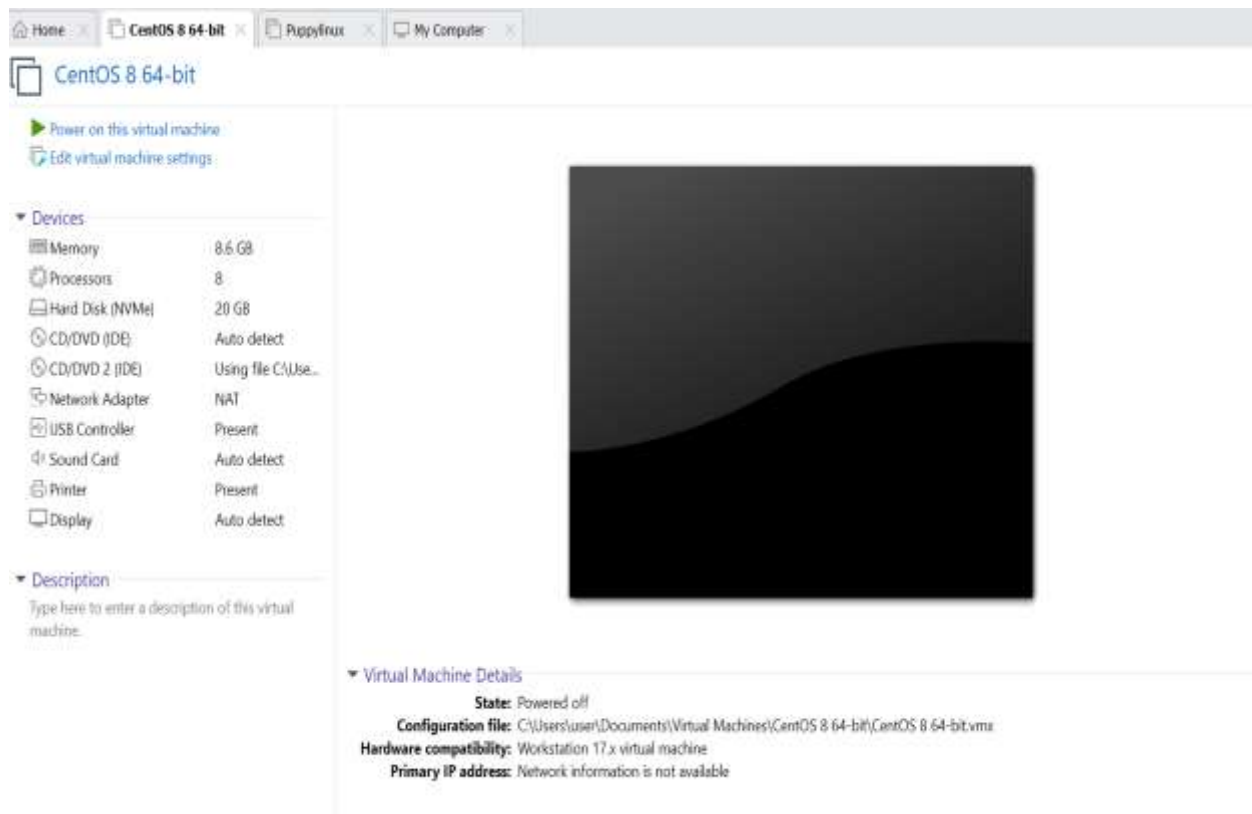 Home CentOS 8 64-bit Puppylinux My Computer
CentOS 8 64-bit
Power on this virtual machine
Edit virtual machine settings
Devices
Memory 8.6 GB
Processors 8
Hard Disk (NVMe) 20 GB
CD/DVD (IDE) Auto detect
CD/DVD 2 (IDE) Using file C:\Use...
Network Adapter NAT
USB Controller Present
Sound Card Auto detect
Printer Present
Display Auto detect
Description
Type here to enter a description of this virtual
machine.
Virtual Machine Details
State: Powered off
Configuration file: C:\Users\user\Documents\Virtual Machines\CentOS 8 64-bit\CentOS 8 64-bit.vmx
Hardware compatibility: Workstation 17.x virtual machine
Primary IP address: Network information is not available